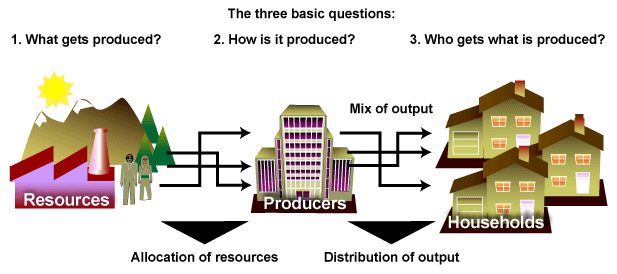 The three basic questions:
1. What gets produced?
2. How is it produced?
3. Who gets what is produced?
Mix of output
Resources
Producers
Households
Allocation of resources
Distribution of output